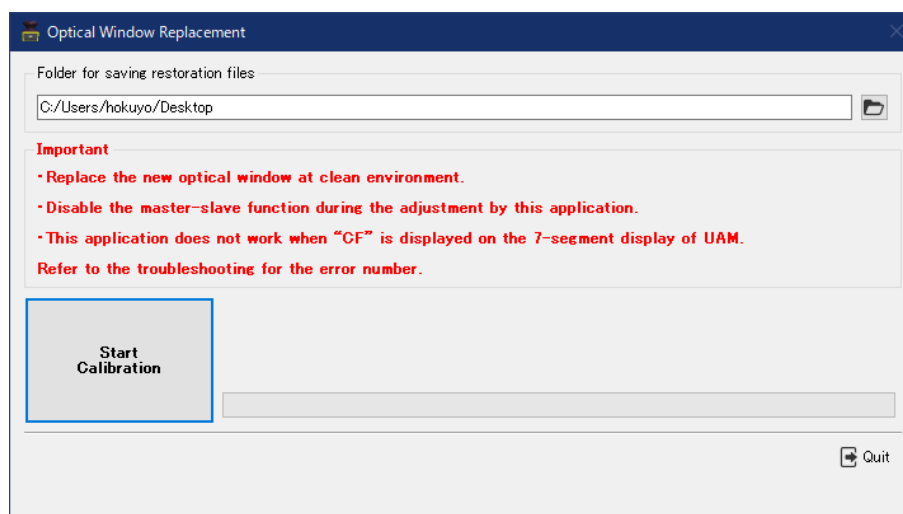 Optical Window Replacement
Folder for saving restoration files
C:/Users/hokuyo/Desktop
Important
・Replace the new optical window at clean environment.
・Disable the master-slave function during the adjustment by this application.
・This application does not work when “CF” is displayed on the 7-segment display of UAM.
Refer to the troubleshooting for the error number.
Start
Calibration
Quit